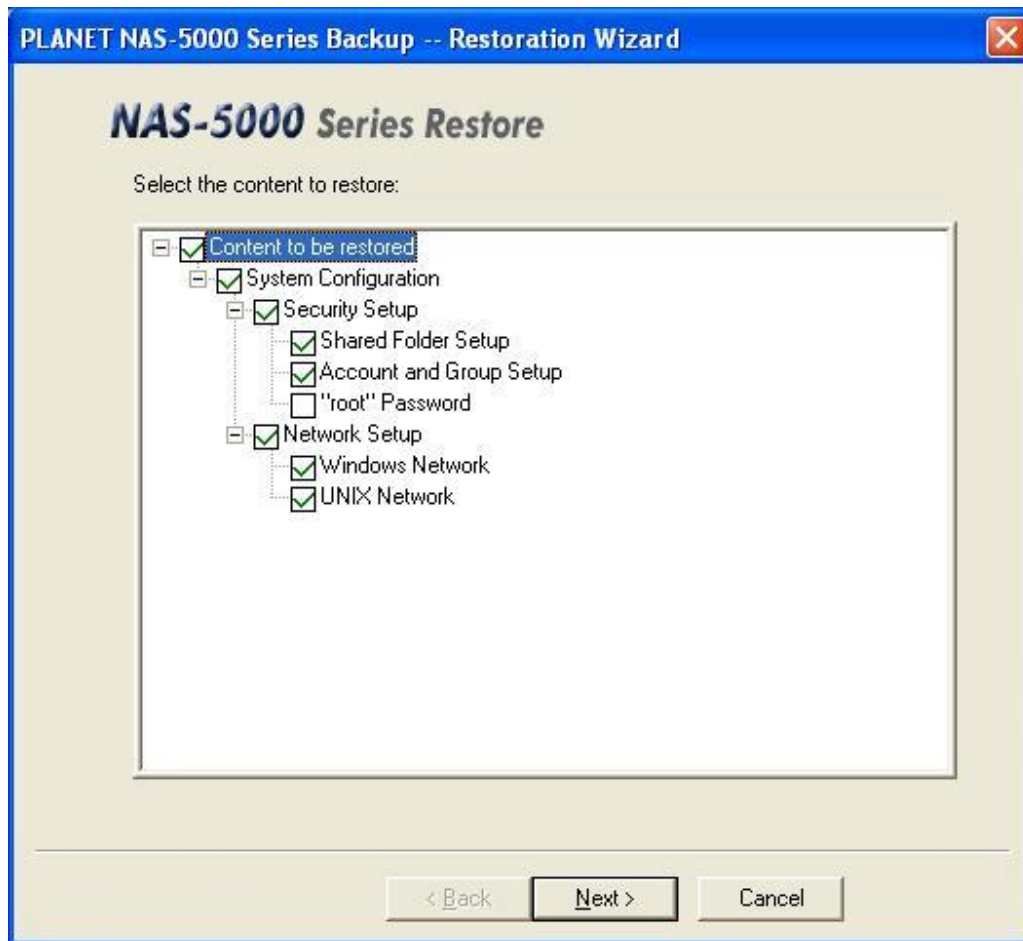 PLANET NAS-5000 Series Backup -- Restoration Wizard
NAS-5000 Series Restore
Select the content to restore:
Content to be restored
System Configuration
Security Setup
Shared Folder Setup
Account and Group Setup
"root" Password
Network Setup
Windows Network
UNIX Network
< Back Next > Cancel